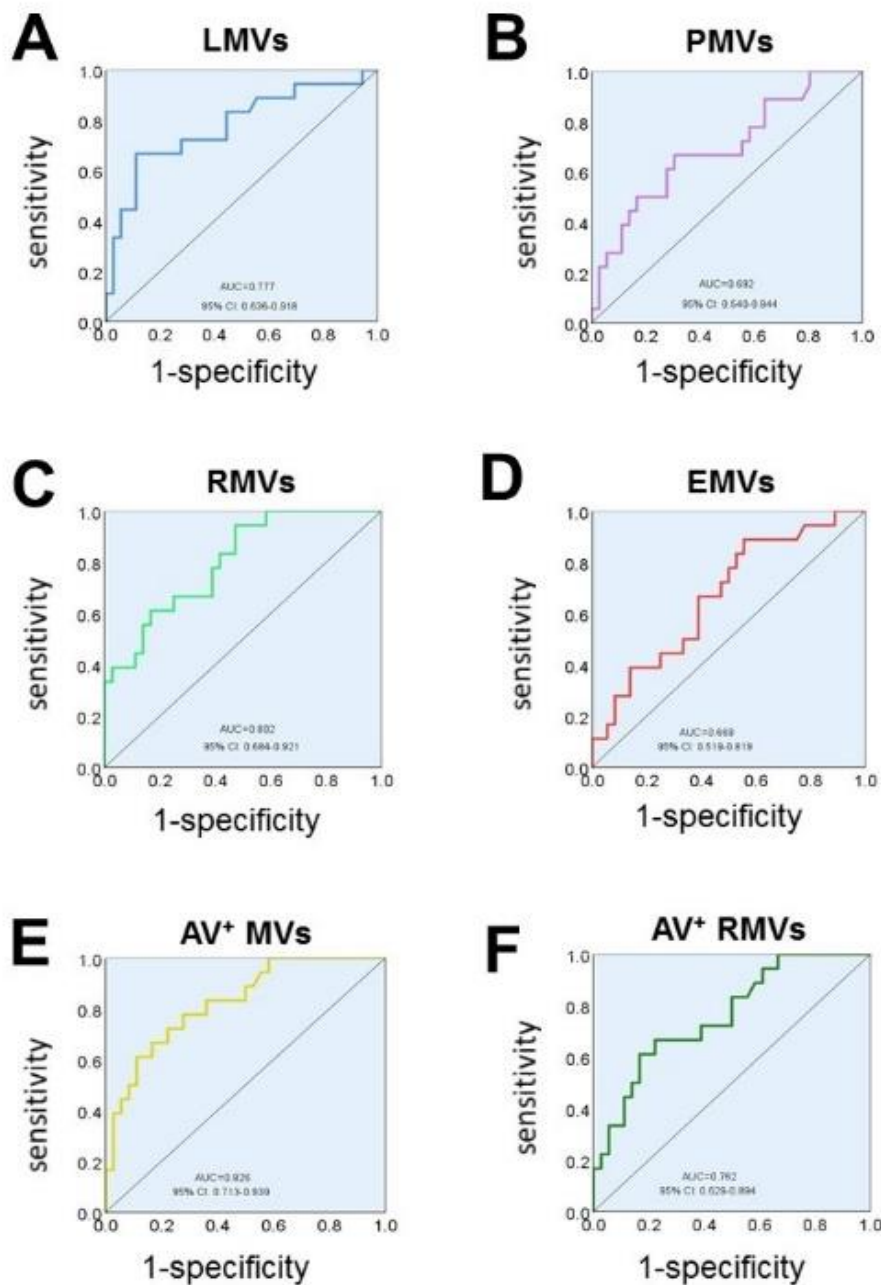 A LMVs
1.0
0.8
0.6
0.4
0.2
0.0
sensitivity
AUC=0.777
95% CI: 0.636-0.918
0.0 0.2 0.4 0.6 0.8 1.0
1-specificity
B PMVs
1.0
0.8
0.6
0.4
0.2
0.0
sensitivity
AUC=0.692
95% CI:
0.0 0.2 0.4 0.6 0.8 1.0
1-specificity
C RMVs
1.0
0.8
0.6
0.4
0.2
0.0
sensitivity
AUC=0.802
95% CI: 0.684-0.921
0.0 0.2 0.4 0.6 0.8 1.0
1-specificity
D EMVs
1.0
0.8
0.6
0.4
0.2
0.0
sensitivity
AUC=0.669
95% CI: 0.519-0.819
0.0 0.2 0.4 0.6 0.8 1.0
1-specificity
E AV⁺ MVs
1.0
0.8
0.6
0.4
0.2
0.0
sensitivity
95% CI: 0.713-0.939
0.0 0.2 0.4 0.6 0.8 1.0
1-specificity
F AV⁺ RMVs
1.0
0.8
0.6
0.4
0.2
0.0
sensitivity
AUC=0.762
95% CI:
0.0 0.2 0.4 0.6 0.8 1.0
1-specificity